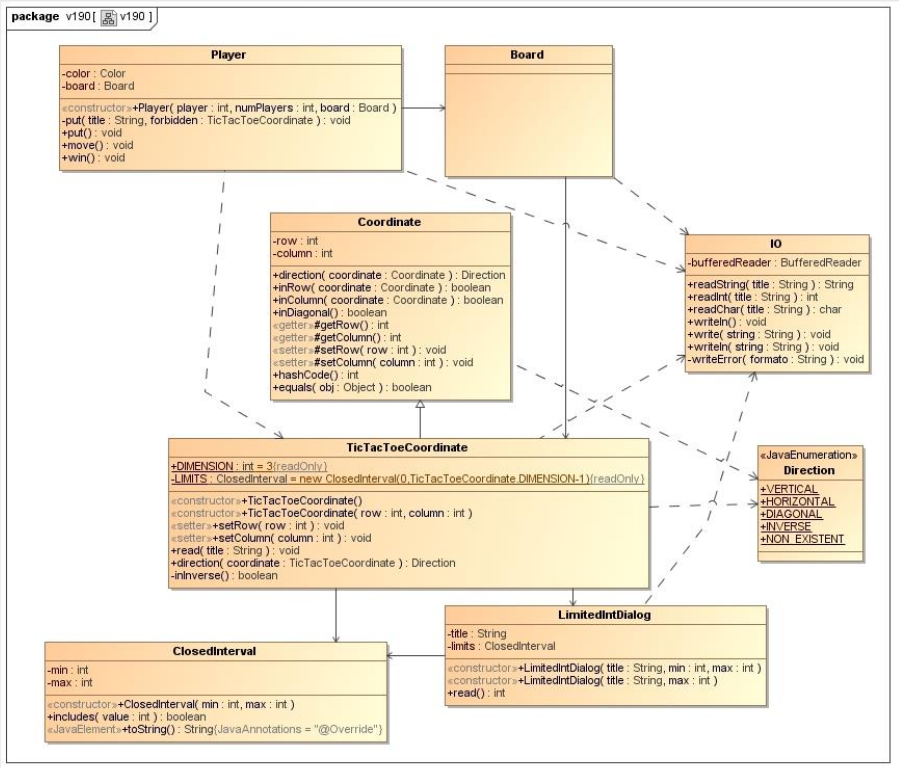 package v190[ v190 ]
Player
-color : Color
-board : Board
«constructor»+Player( player : int, numPlayers : int, board : Board )
-put( title : String, forbidden : TicTacToeCoordinate ) : void
+put() : void
+move() : void
+win() : void
Board
Coordinate
-row : int
-column : int
+direction( coordinate : Coordinate ) : Direction
+inRow( coordinate : Coordinate ) : boolean
+inColumn( coordinate : Coordinate ) : boolean
+inDiagonal() : boolean
«getter»#getRow() : int
«getter»#getColumn() : int
«setter»#setRow( row : int ) : void
«setter»#setColumn( column : int ) : void
+hashCode() : int
+equals( obj : Object ) : boolean
IO
-bufferedReader : BufferedReader
+readString( title : String ) : String
+readInt( title : String ) : int
+readChar( title : String ) : char
+writeln() : void
+write( string : String ) : void
+writeln( string : String ) : void
-writeError( formato : String ) : void
TicTacToeCoordinate
+DIMENSION : int = 3{readOnly}
-LIMITS : ClosedInterval = new ClosedInterval(0,TicTacToeCoordinate.DIMENSION-1){readOnly}
«constructor»+TicTacToeCoordinate()
«constructor»+TicTacToeCoordinate( row : int, column : int )
«setter»+setRow( row : int ) : void
«setter»+setColumn( column : int ) : void
+read( title : String ) : void
+direction( coordinate : TicTacToeCoordinate ) : Direction
-inInverse() : boolean
«JavaEnumeration»
Direction
+VERTICAL
+HORIZONTAL
+DIAGONAL
+INVERSE
+NON_EXISTENT
LimitedIntDialog
-title : String
-limits : ClosedInterval
«constructor»+LimitedIntDialog( title : String, min : int, max : int )
«constructor»+LimitedIntDialog( title : String, max : int )
+read() : int
ClosedInterval
-min : int
-max : int
«constructor»+ClosedInterval( min : int, max : int )
+includes( value : int ) : boolean
«JavaElement»+toString() : String{JavaAnnotations = "@Override"}